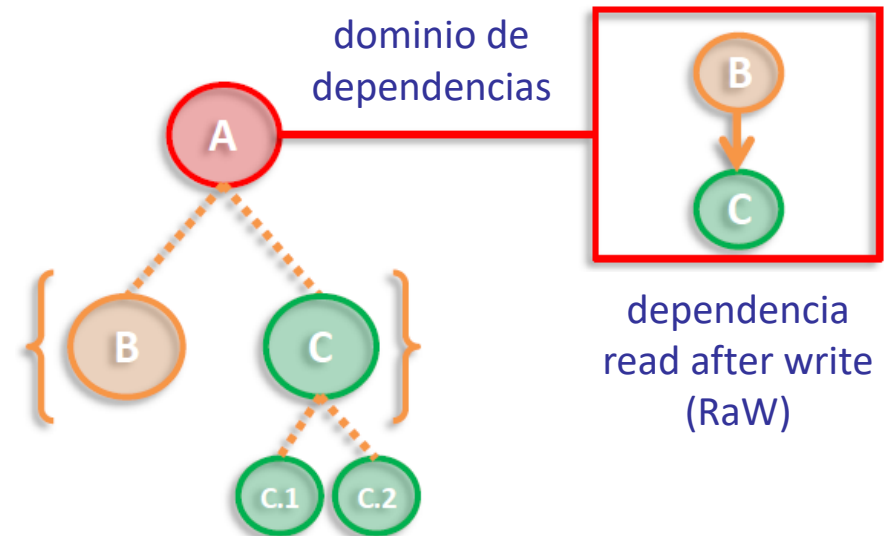 dominio de
dependencias
A
B
C
B
C
C.1
C.2
dependencia
read after write
(RaW)